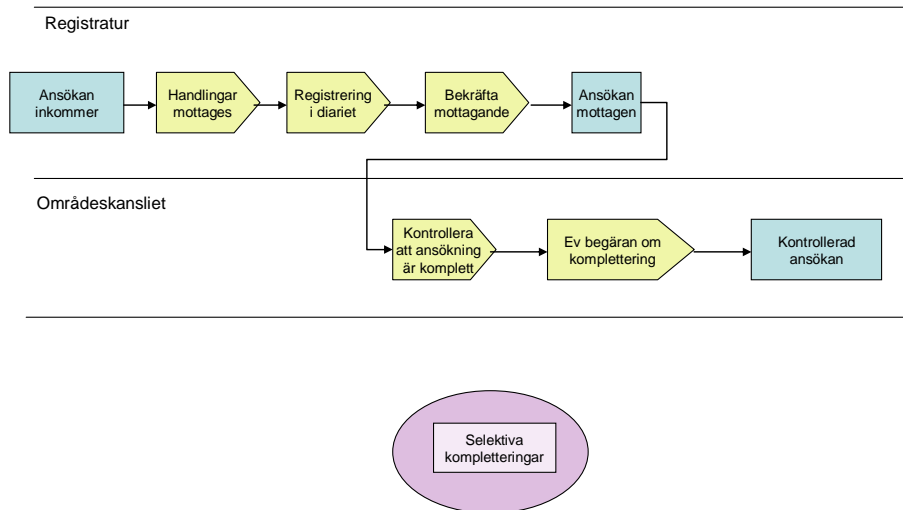 Registratur
Ansökan
inkommer
Handlingar
mottages
Registrering
i diariet
Bekräfta
mottagande
Ansökan
mottagen
Områdeskansliet
Kontrollera
att ansökning
är komplett
Ev begäran om
komplettering
Kontrollerad
ansökan
Selektiva
kompletteringar